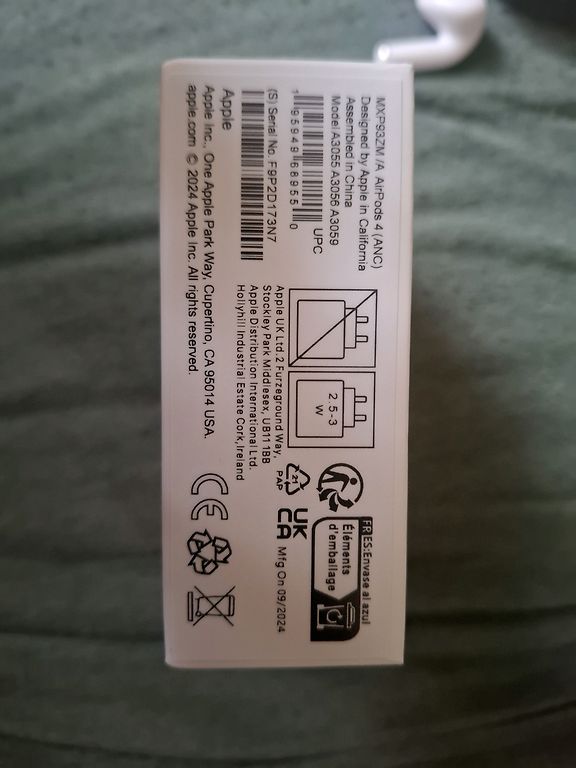 MXP93ZM /A AirPods 4 (ANC)
Designed by Apple in California
Assembled in China
Model A3055 A3056 A3059
UPC
1 95949 68955 0
(S) Serial No. F9P2D173N7
Apple
Apple Inc., One Apple Park Way, Cupertino, CA 95014 USA.
apple.com © 2024 Apple Inc. All rights reserved.
2.5-3
W
Apple UK Ltd.2 Furzeground Way,
Stockley Park Middlesex, UB111BB
Apple Distribution International Ltd.
Hollyhill Industrial Estate Cork,Ireland
FR ES:Envase al azul
Éléments
d'emballage
21
PAP
UK
CA
Mfg On 09/2024
CE